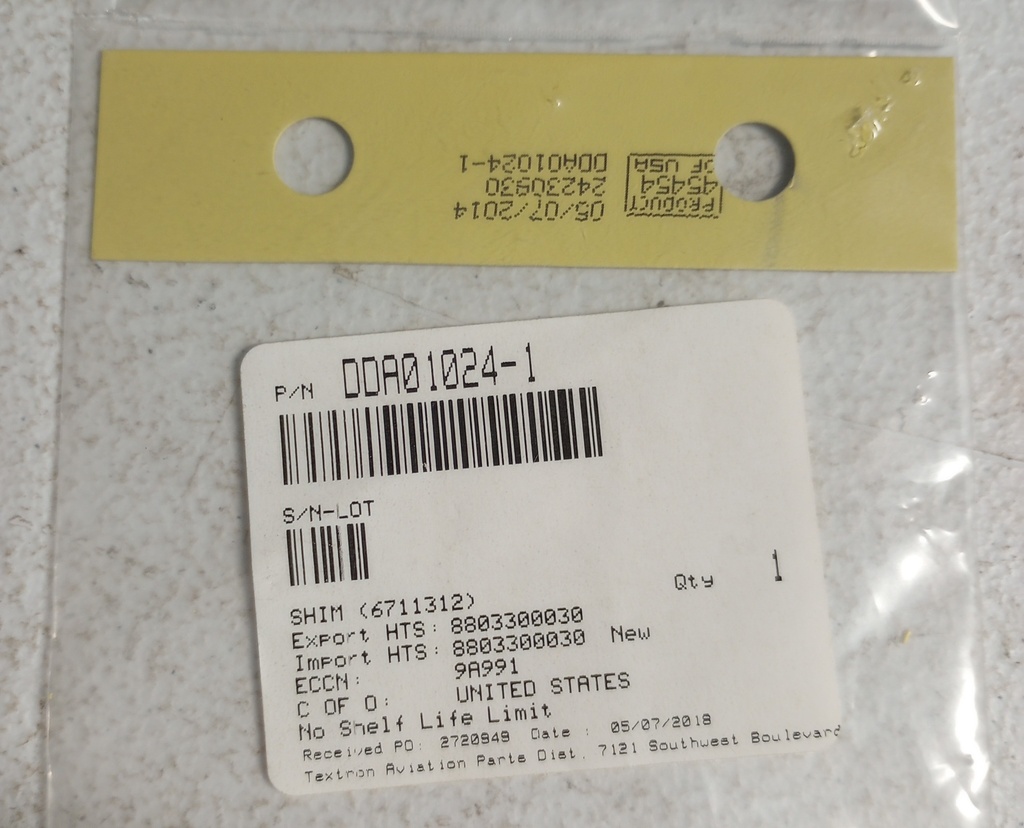 PRODUCT
45454
OF USA
05/07/2014
24230930
DDA01024-1
P/N DDA01024-1
S/N-LOT
Qty 1
SHIM (6711312)
Export HTS: 8803300030
Import HTS: 8803300030 New
ECCN: 9A991
C OF O: UNITED STATES
No Shelf Life Limit
Received PO: 2720949 Date : 05/07/2018
Textron Aviation Parts Dist. 7121 Southwest Boulevard